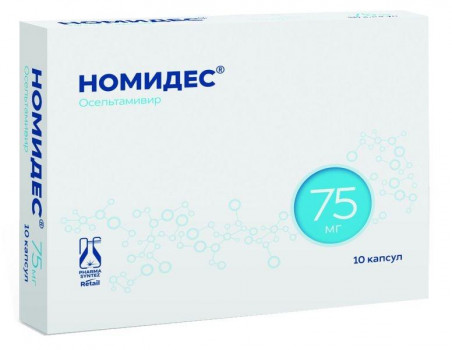 НОМИДЕС®
Осельтамивир
75
мг
10 капсул
PHARMA
SYNTEZ
Retail
НОМИДЕС®
Осельтамивир
75 мг
10 капсул